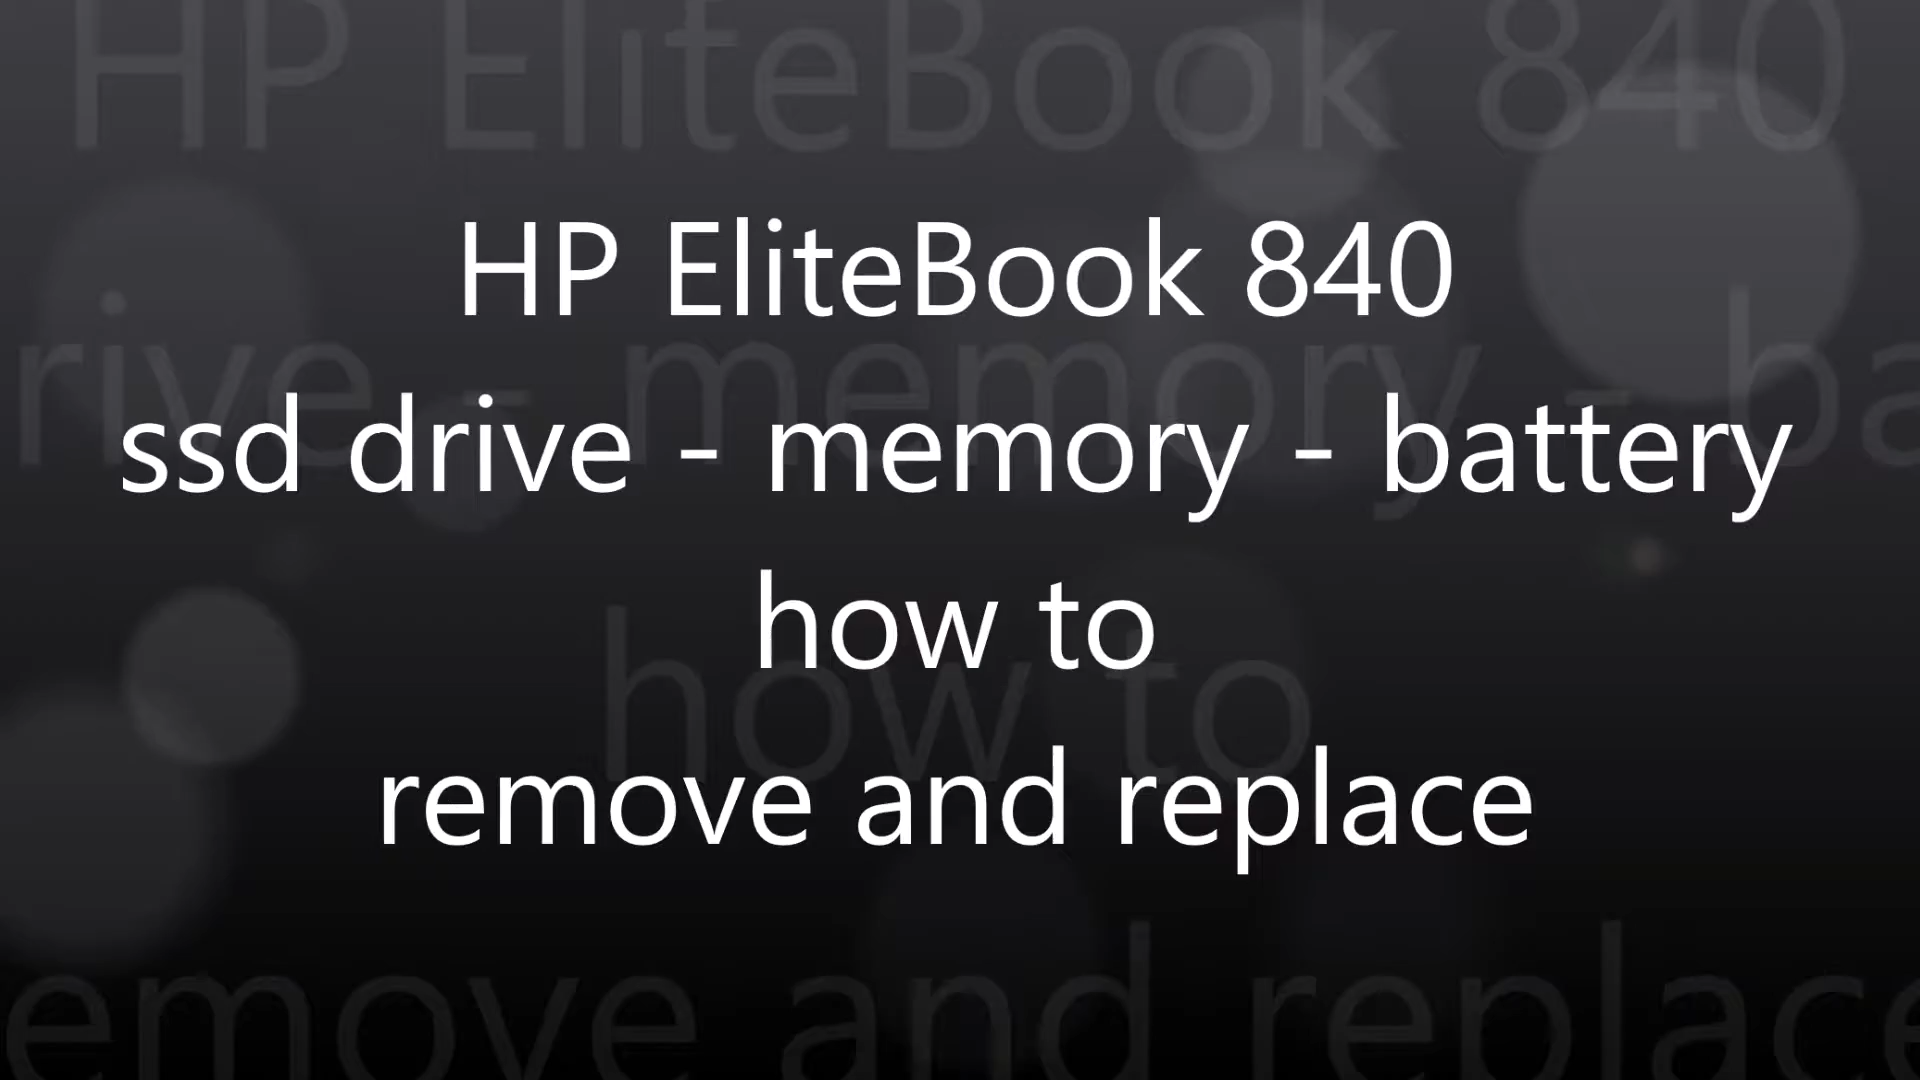 HP EliteBook 840
ssd drive - memory - battery
how to
remove and replace